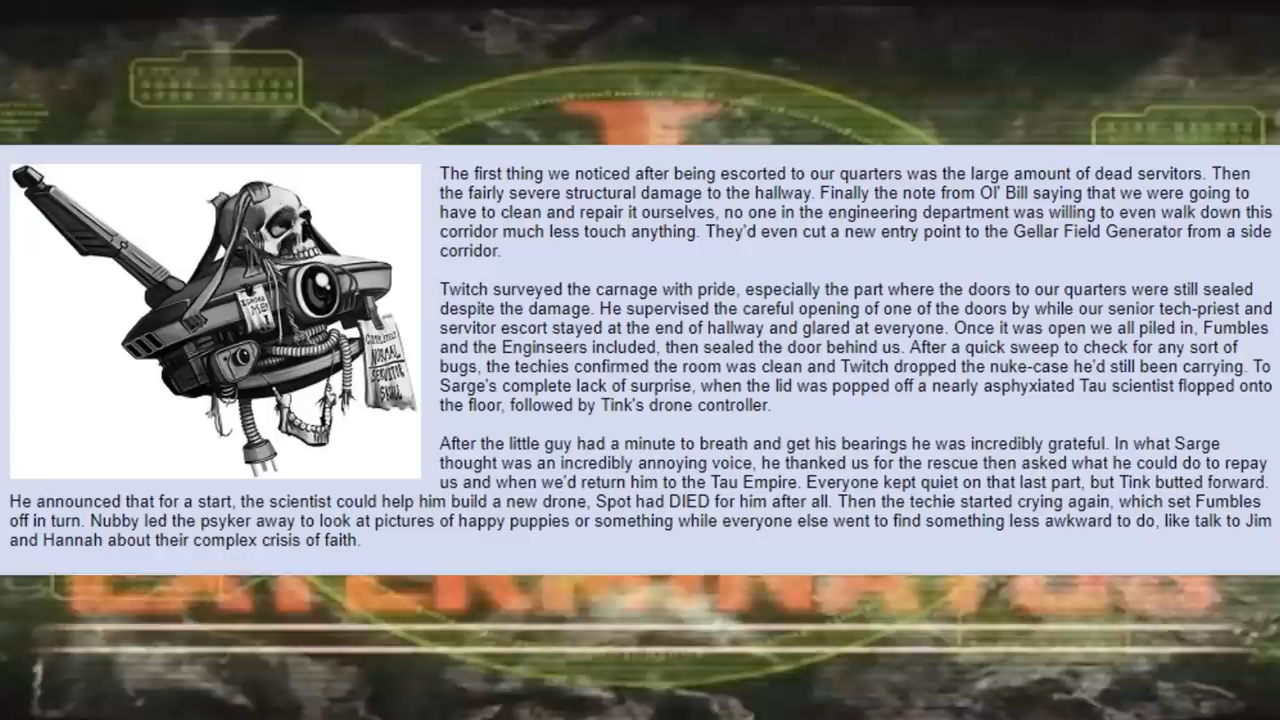 The first thing we noticed after being escorted to our quarters was the large amount of dead servitors. Then
the fairly severe structural damage to the hallway. Finally the note from Ol' Bill saying that we were going to
have to clean and repair it ourselves, no one in the engineering department was willing to even walk down this
corridor much less touch anything. They'd even cut a new entry point to the Gellar Field Generator from a side
corridor.
Twitch surveyed the carnage with pride, especially the part where the doors to our quarters were still sealed
despite the damage. He supervised the careful opening of one of the doors by while our senior tech-priest and
servitor escort stayed at the end of hallway and glared at everyone. Once it was open we all piled in, Fumbles
and the Enginseers included, then sealed the door behind us. After a quick sweep to check for any sort of
bugs, the techies confirmed the room was clean and Twitch dropped the nuke-case he'd still been carrying. To
Sarge's complete lack of surprise, when the lid was popped off a nearly asphyxiated Tau scientist flopped onto
the floor, followed by Tink's drone controller.
After the little guy had a minute to breath and get his bearings he was incredibly grateful. In what Sarge
thought was an incredibly annoying voice, he thanked us for the rescue then asked what he could do to repay
us and when we'd return him to the Tau Empire. Everyone kept quiet on that last part, but Tink butted forward.
He announced that for a start, the scientist could help him build a new drone, Spot had DIED for him after all. Then the techie started crying again, which set Fumbles
off in turn. Nubby led the psyker away to look at pictures of happy puppies or something while everyone else went to find something less awkward to do, like talk to Jim
and Hannah about their complex crisis of faith.
COMPLETELY
NORMAL
SERVITOR
SKULL
EXTERMINATUS